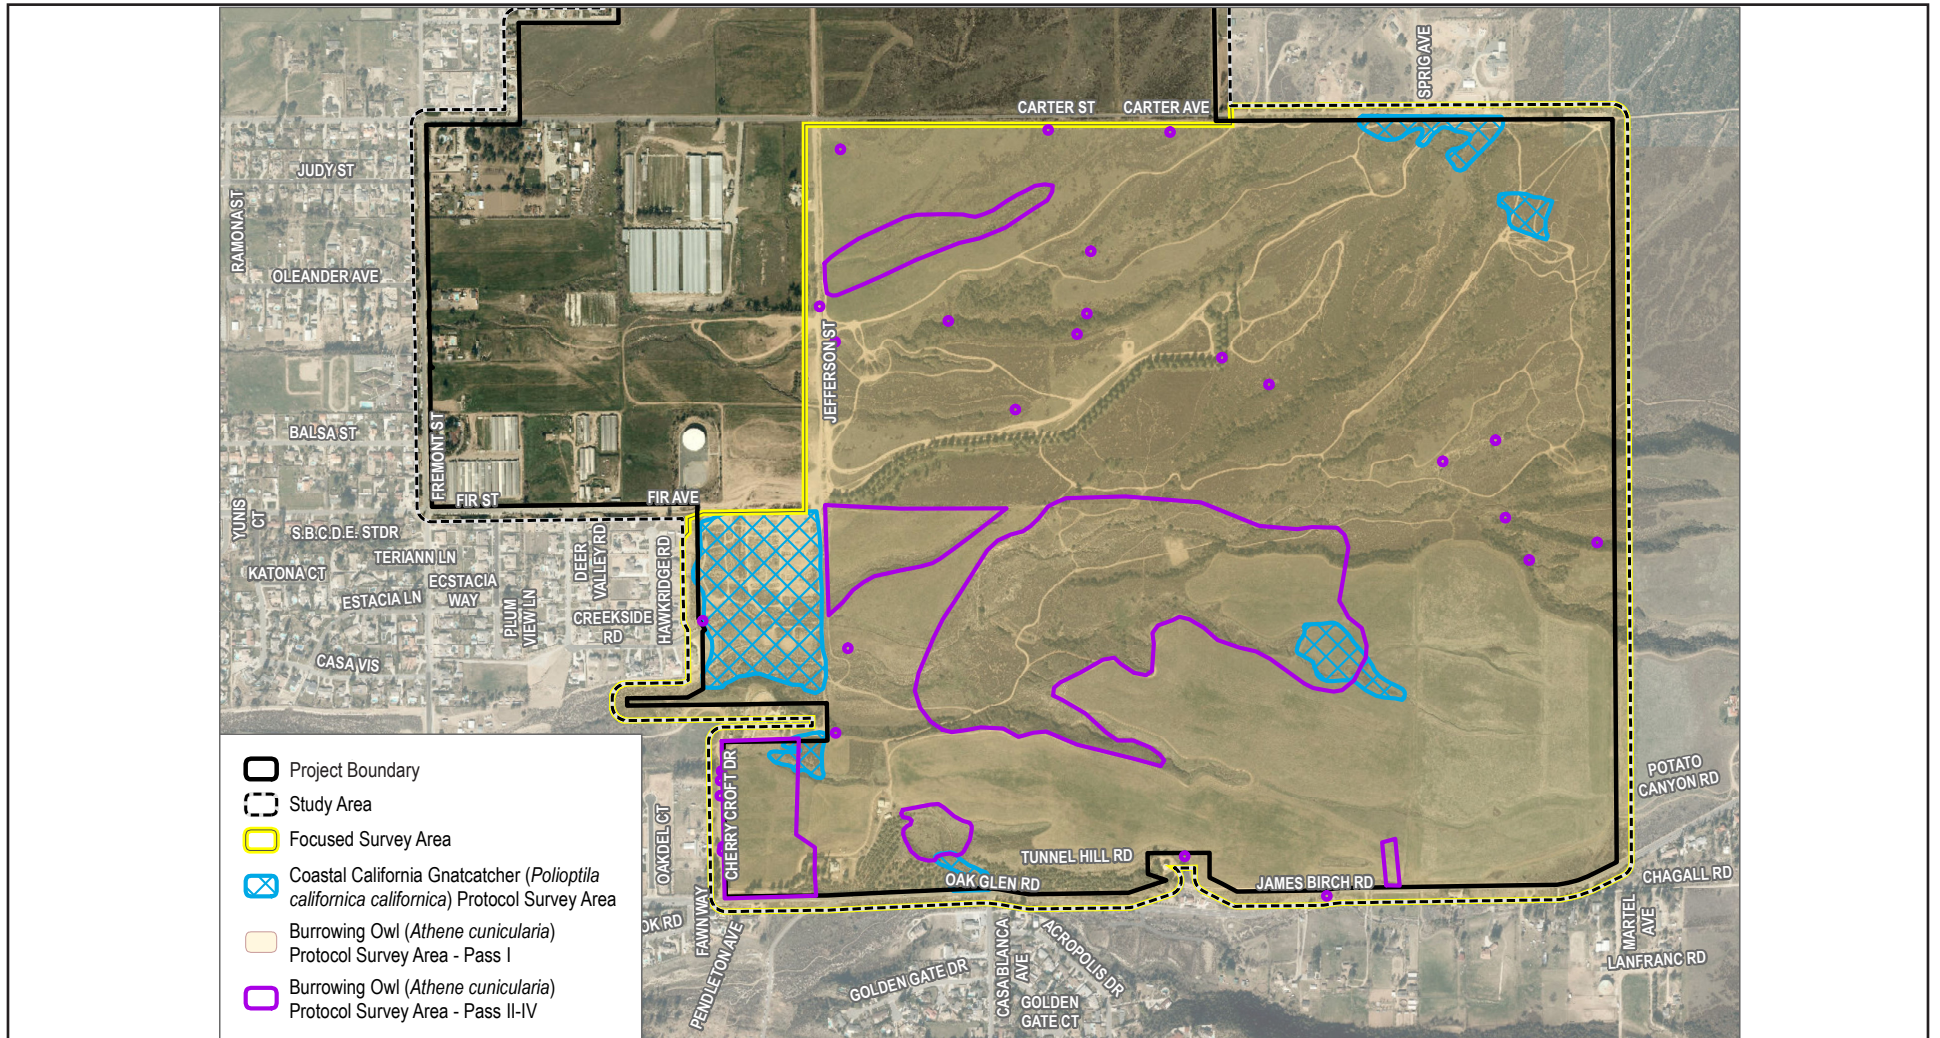 SPRIG AVE
CARTER ST
CARTER AVE
JUDY ST
RAMONA ST
OLEANDER AVE
JEFFERSON ST
FREMONT ST
BALSA ST
FIR ST
FIR AVE
YUNIS
CT
S.B.C.D.E. STDR
TERIANN LN
KATONA CT
ECSTACIA
WAY
ESTACIA LN
DEER
VALLEY RD
PLUM
VIEW LN
CREEKSIDE
RD
HAWKRIDGE RD
CASA VIS
POTATO
CANYON RD
CHERRY CROFT DR
OAKDEL CT
TUNNEL HILL RD
OAK GLEN RD
JAMES BIRCH RD
CHAGALL RD
FAWN WAY
OK RD
PENDLETON AVE
MARTEL
AVE
LANFRANC RD
ACROPOLIS DR
CASABLANCA
AVE
GOLDEN GATE DR
GOLDEN
GATE CT
Project Boundary
Study Area
Focused Survey Area
Coastal California Gnatcatcher (Polioptila
californica californica) Protocol Survey Area
Burrowing Owl (Athene cunicularia)
Protocol Survey Area - Pass I
Burrowing Owl (Athene cunicularia)
Protocol Survey Area - Pass II-IV